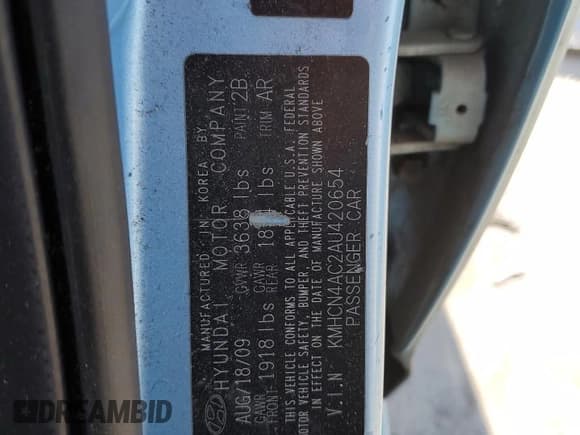 MANUFACTURED IN KOREA BY
HYUNDAI MOTOR COMPANY
AUG/18/09 GVWR 3638 lbs PAINT 2B
GAWR FRONT 1918 lbs GAWR REAR lbs TRIM AR
THIS VEHICLE CONFORMS TO ALL APPLICABLE U.S.A. FEDERAL
MOTOR VEHICLE SAFETY, BUMPER, AND THEFT PREVENTION STANDARDS
IN EFFECT ON THE DATE OF MANUFACTURE SHOWN ABOVE
V.I.N KMHCN4AC2AU420654
PASSENGER CAR
DREAMBID